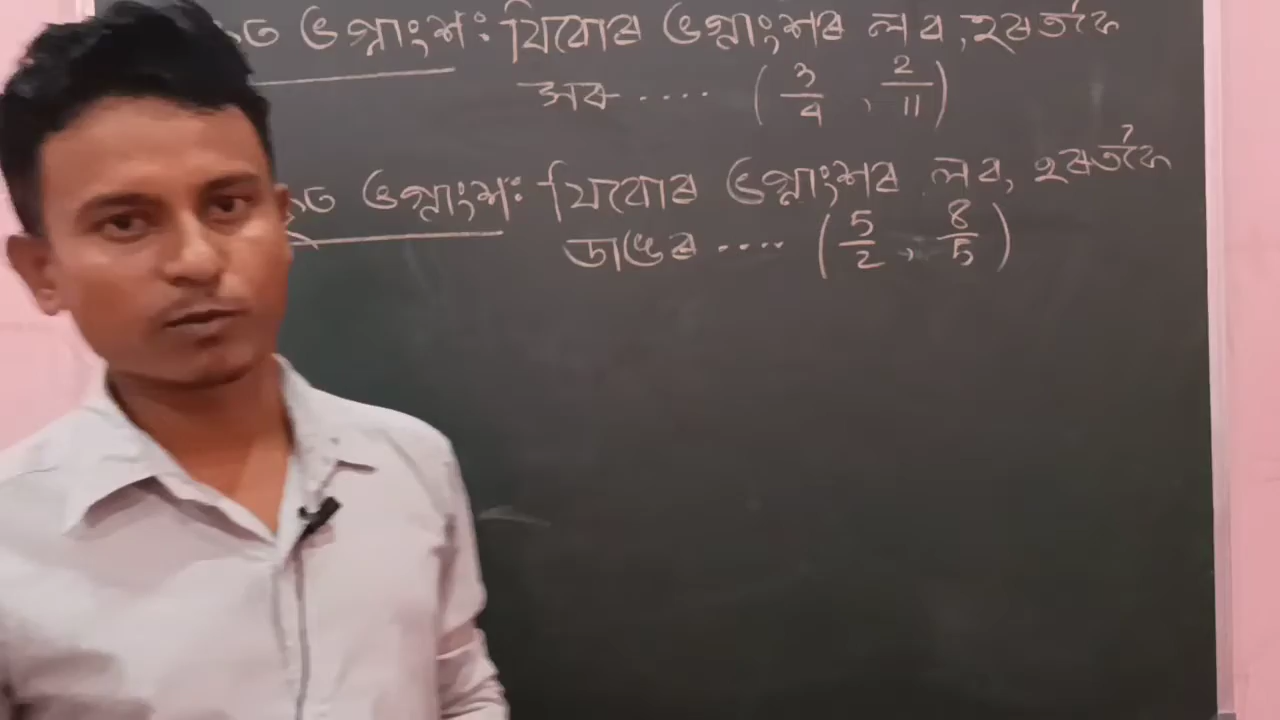 ভগ্নাংশ: যিবোৰ ভগ্নাংশৰ লব, হৰতকৈ
সৰু .... (3/4, 2/11)
ভগ্নাংশ: যিবোৰ ভগ্নাংশৰ লব, হৰতকৈ
ডাঙৰ .... (5/2, 8/5)